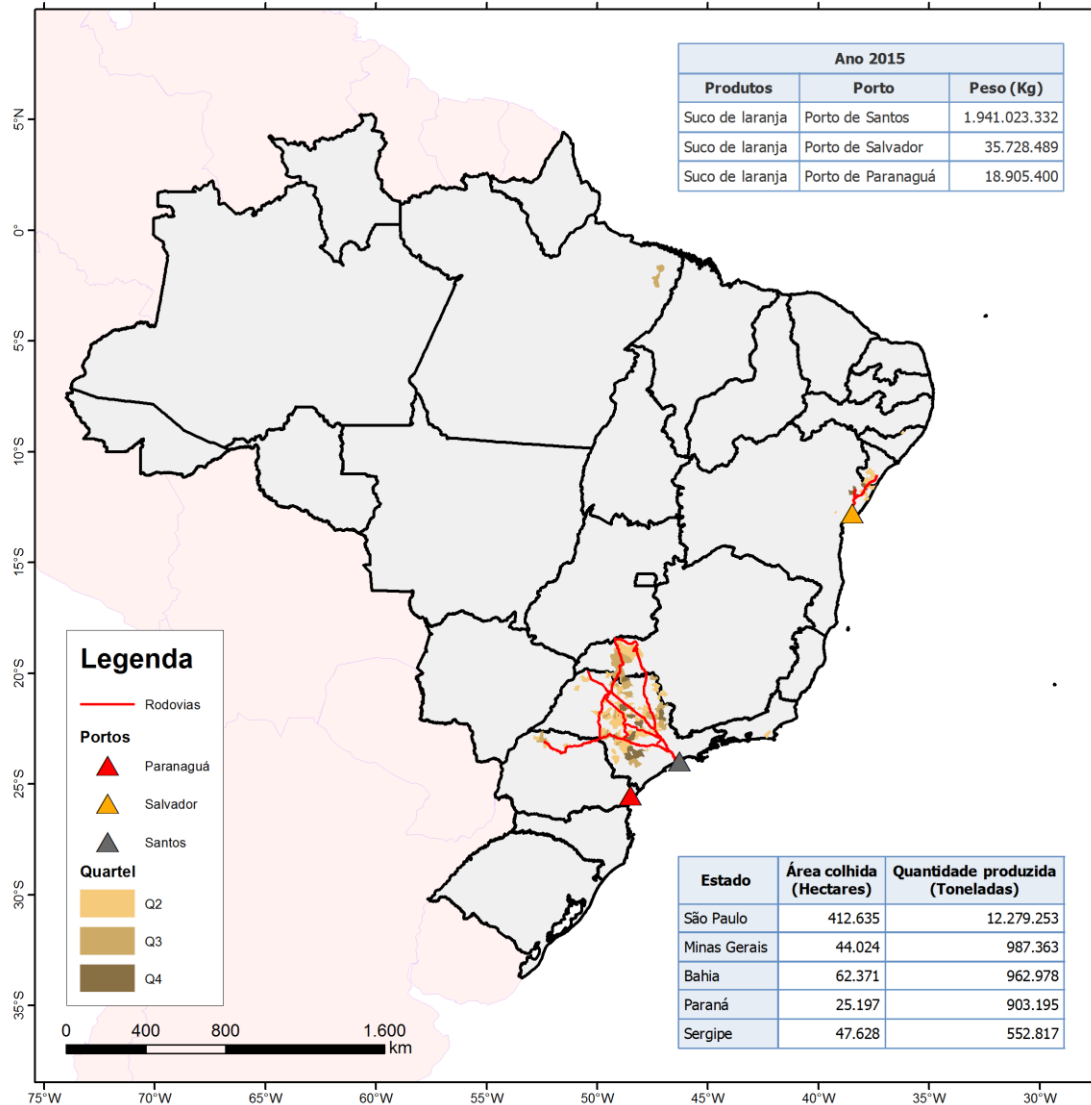 Ano 2015
Produtos Porto Peso (Kg)
Suco de laranja Porto de Santos 1.941.023.332
Suco de laranja Porto de Salvador 35.728.489
Suco de laranja Porto de Paranaguá 18.905.400
5°N
0°
5°S
10°S
15°S
20°S
25°S
30°S
35°S
Legenda
Rodovias
Portos
Paranaguá
Salvador
Santos
Quartel
Q2
Q3
Q4
0 400 800 1.600
km
Estado Área colhida (Hectares) Quantidade produzida (Toneladas)
São Paulo 412.635 12.279.253
Minas Gerais 44.024 987.363
Bahia 62.371 962.978
Paraná 25.197 903.195
Sergipe 47.628 552.817
75°W 70°W 65°W 60°W 55°W 50°W 45°W 40°W 35°W 30°W